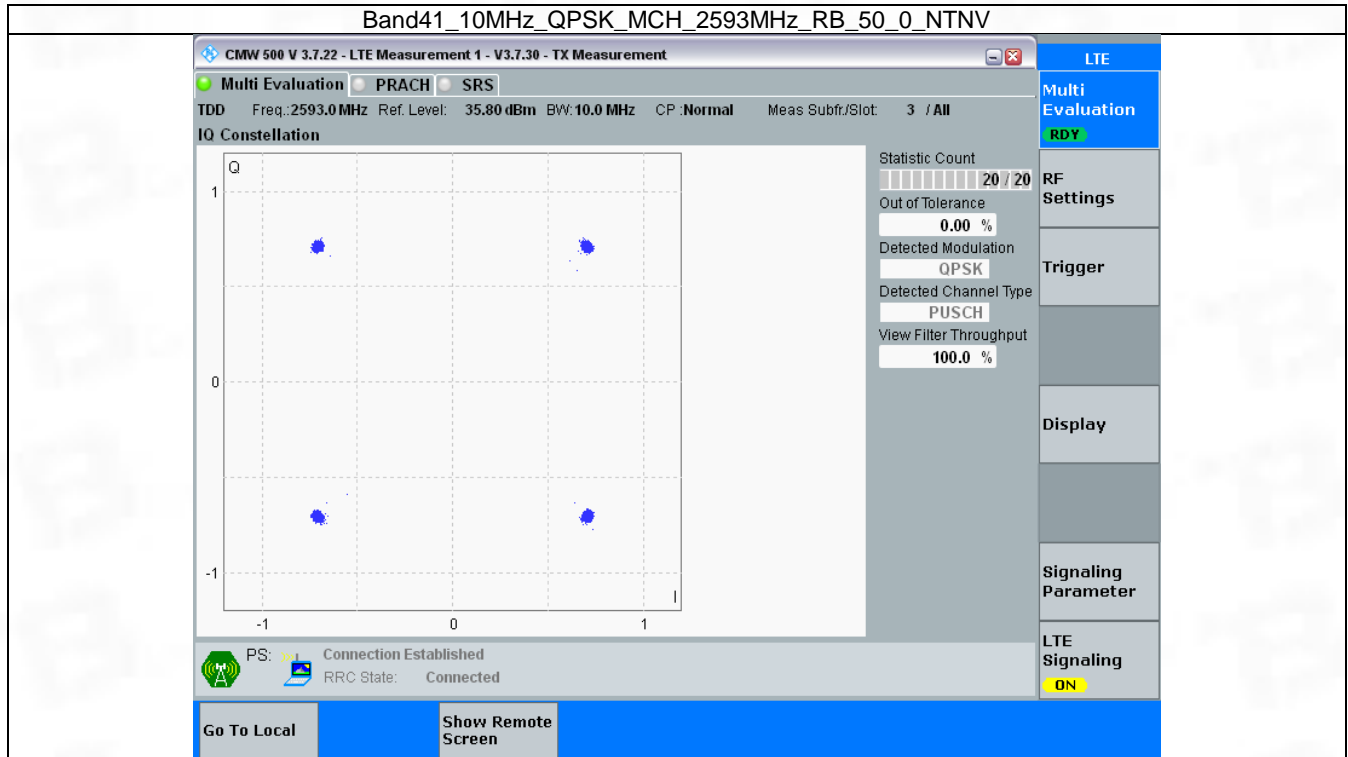 Band41_10MHz_QPSK_MCH_2593MHz_RB_50_0_NTNV
CMW 500 V 3.7.22 - LTE Measurement 1 - V3.7.30 - TX Measurement
Multi Evaluation PRACH SRS
TDD Freq.:2593.0 MHz Ref. Level: 35.80 dBm BW:10.0 MHz CP :Normal Meas Subfr./Slot: 3 / All
IQ Constellation
Q
1
0
-1
I
-1 0 1
Statistic Count
20 / 20
Out of Tolerance
0.00 %
Detected Modulation
QPSK
Detected Channel Type
PUSCH
View Filter Throughput
100.0 %
PS: Connection Established
RRC State: Connected
LTE
Multi
Evaluation
RDY
RF
Settings
Trigger
Display
Signaling
Parameter
LTE
Signaling
ON
Go To Local
Show Remote
Screen